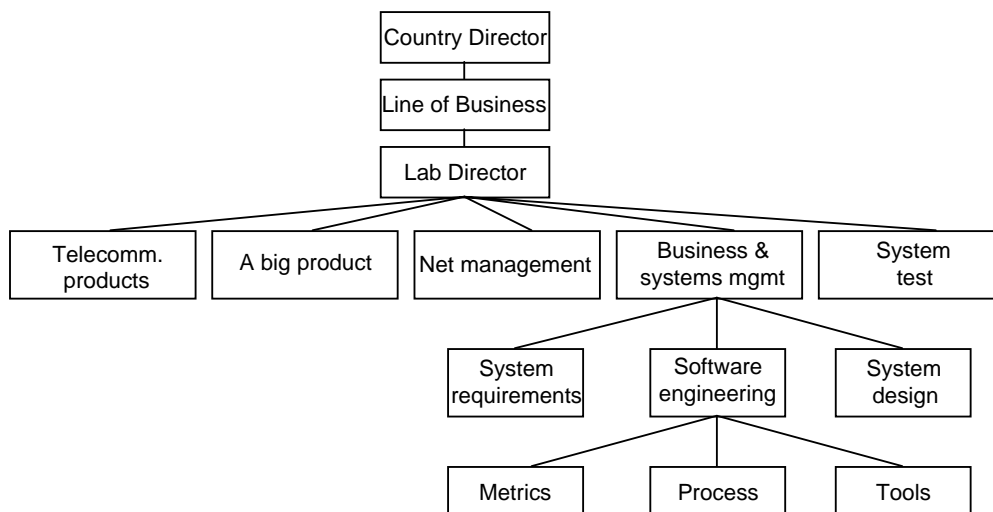 Country Director
Line of Business
Lab Director
Telecomm.
products
A big product
Net management
Business &
systems mgmt
System
test
System
requirements
Software
engineering
System
design
Metrics
Process
Tools